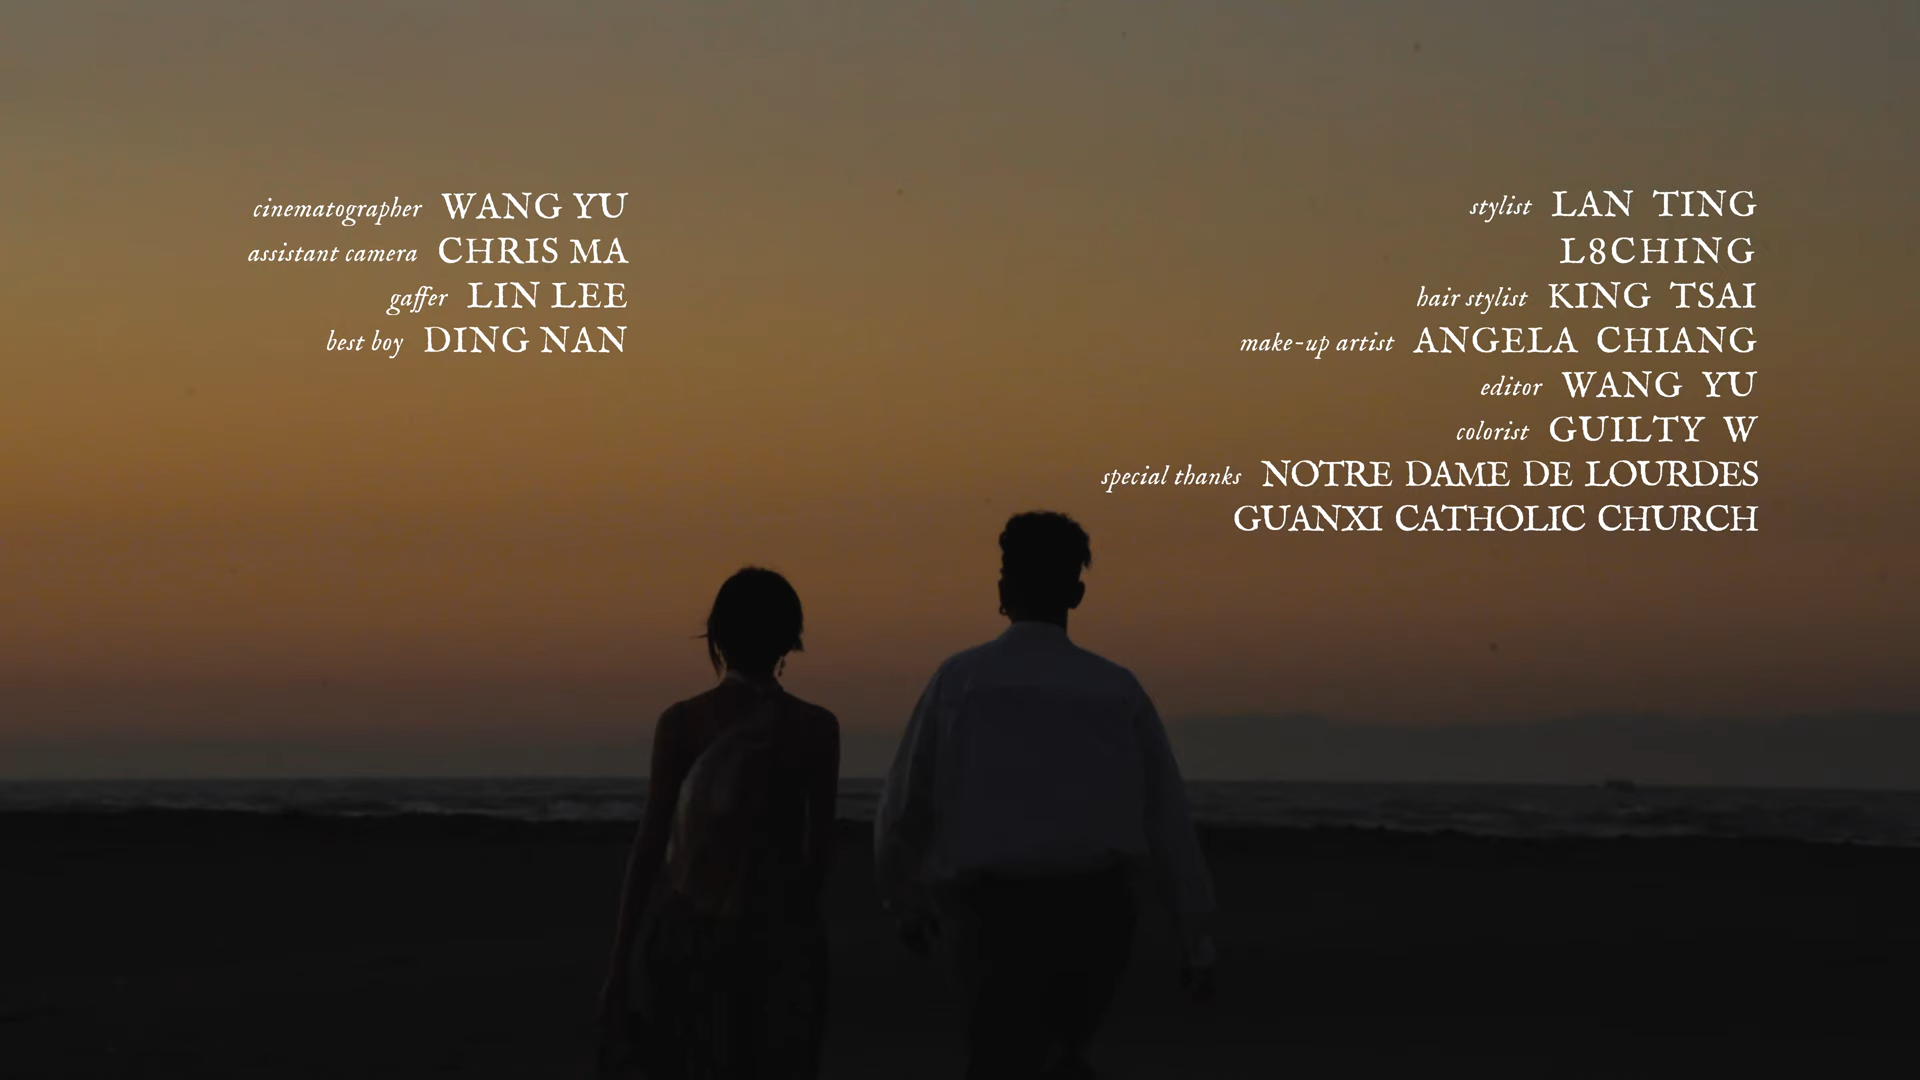 cinematographer WANG YU
assistant camera CHRIS MA
gaffer LIN LEE
best boy DING NAN
stylist LAN TING
L8CHING
hair stylist KING TSAI
make-up artist ANGELA CHIANG
editor WANG YU
colorist GUILTY W
special thanks NOTRE DAME DE LOURDES
GUANXI CATHOLIC CHURCH